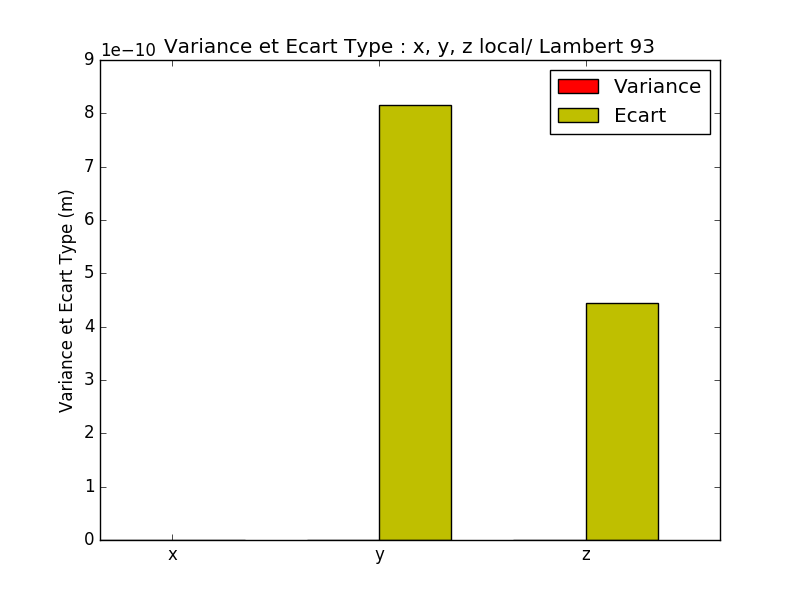 1e−10
Variance et Ecart Type : x, y, z local/ Lambert 93
Variance
Ecart
Variance et Ecart Type (m)
9
8
7
6
5
4
3
2
1
0
x
y
z